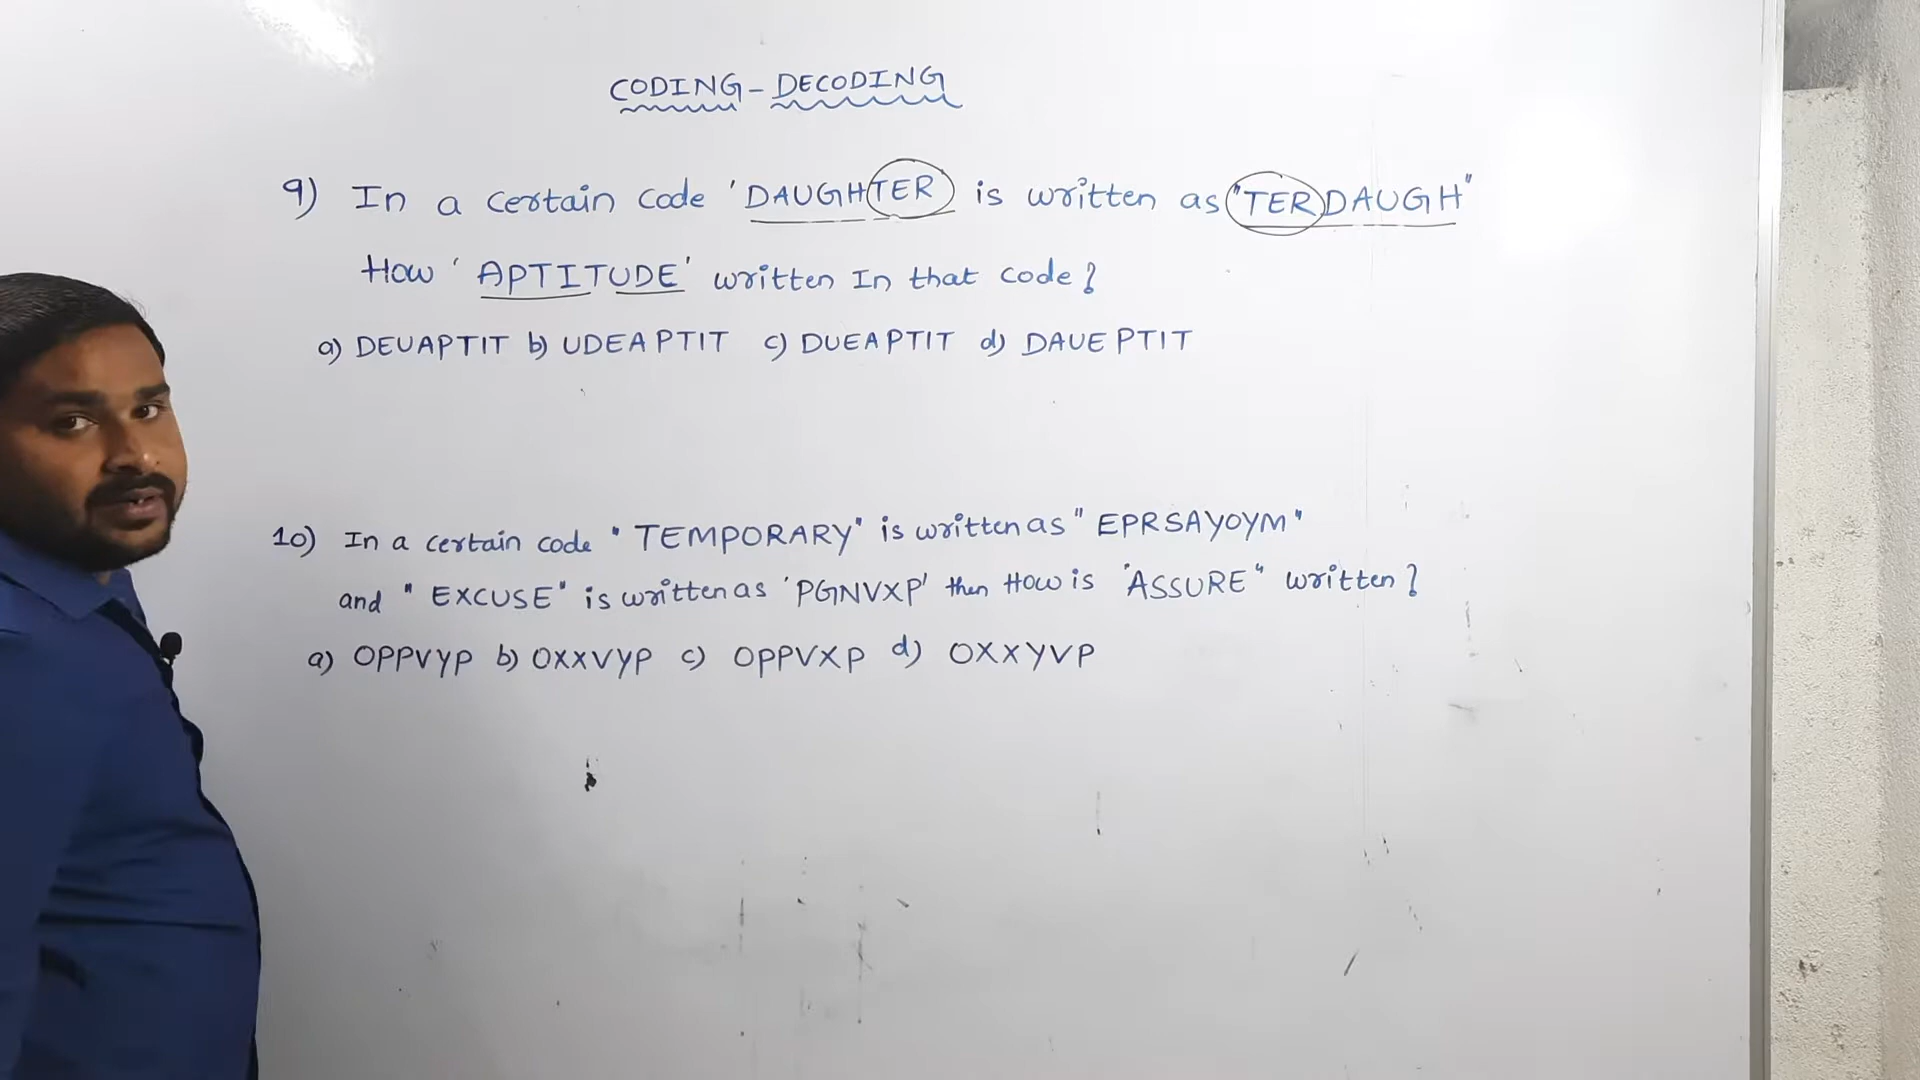 CODING - DECODING
9) In a certain code 'DAUGHTER is written as "TERDAUGH"
How 'APTITUDE' written In that code?
a) DEUAPTIT b) UDEAPTIT c) DUEAPTIT d) DAUEPTIT
10) In a certain code "TEMPORARY" is written as "EPRSAYOYM"
and "EXCUSE" is written as 'PGNVXP' then How is "ASSURE" written?
a) OPPVYP b) OXXVYP c) OPPVXP d) OXXYVP